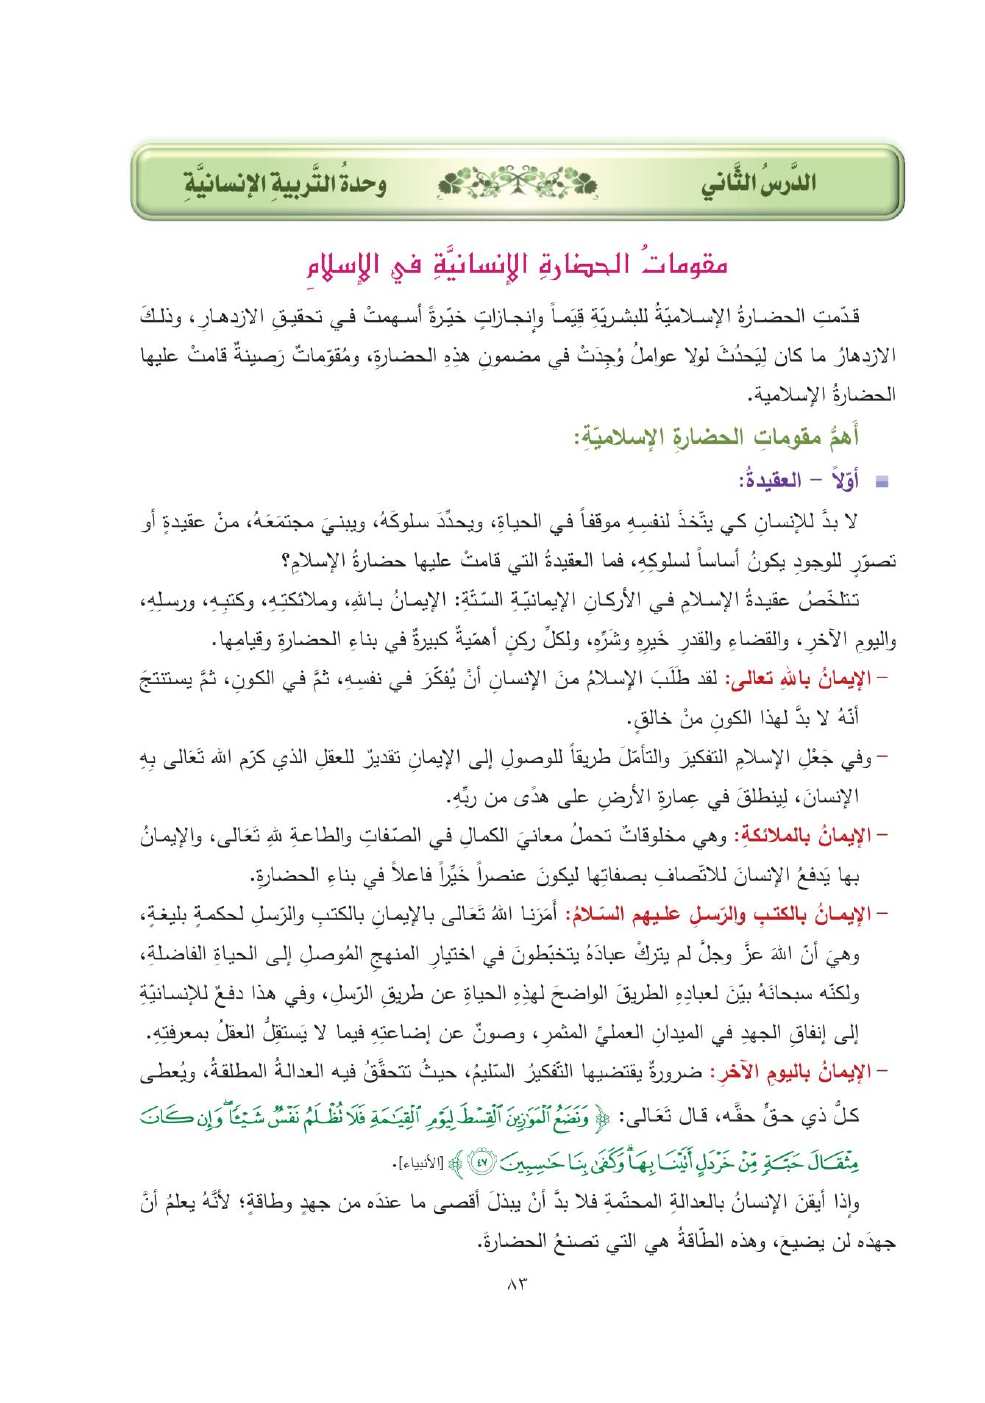 الدَّرسُ الثَّاني
وحدةُ التَّربيةِ الإنسانيَّةِ
مقوماتُ الحضارةِ الإنسانيَّةِ في الإسلامِ
قدّمتِ الحضارةُ الإسلاميّةُ للبشريّةِ قِيَماً وإنجازاتٍ خيّرةً أسهمتْ في تحقيقِ الازدهارِ، وذلكَ
الازدهارُ ما كان لِيَحدُثَ لولا عواملُ وُجِدَتْ في مضمونِ هذِهِ الحضارةِ، ومُقوّماتٌ رَصينةٌ قامتْ عليها
الحضارةُ الإسلامية.
أهمُّ مقوماتِ الحضارةِ الإسلاميّةِ:
أوّلاً – العقيدةُ:
لا بدَّ للإنسانِ كي يتّخذَ لنفسِهِ موقفاً في الحياةِ، ويحدِّدَ سلوكَهُ، ويبنيَ مجتمَعَهُ، منْ عقيدةٍ أو
تصوّرٍ للوجودِ يكونُ أساساً لسلوكِهِ، فما العقيدةُ التي قامتْ عليها حضارةُ الإسلامِ؟
تتلخّصُ عقيدةُ الإسلامِ في الأركانِ الإيمانيّةِ السّتّةِ: الإيمانُ باللهِ، وملائكتِهِ، وكتبِهِ، ورسلِهِ،
واليومِ الآخرِ، والقضاءِ والقدرِ خَيرِهِ وشَرِّهِ، ولكلِّ ركنٍ أهمّيةٌ كبيرةٌ في بناءِ الحضارةِ وقيامِها.
– الإيمانُ باللهِ تعالى: لقد طَلَبَ الإسلامُ منَ الإنسانِ أنْ يُفكّرَ في نفسِهِ، ثمَّ في الكونِ، ثمَّ يستنتجَ
أنّهُ لا بدَّ لهذا الكونِ منْ خالقٍ.
– وفي جَعْلِ الإسلامِ التفكيرَ والتأمّلَ طريقاً للوصولِ إلى الإيمانِ تقديرٌ للعقلِ الذي كرّم الله تَعَالى بِهِ
الإنسانَ، لِينطلقَ في عِمارةِ الأرضِ على هدًى من ربِّهِ.
– الإيمانُ بالملائكةِ: وهي مخلوقاتٌ تحملُ معانيَ الكمالِ في الصّفاتِ والطاعةِ للهِ تَعَالى، والإيمانُ
بها يَدفعُ الإنسانَ للاتّصافِ بصفاتِها ليكونَ عنصراً خَيِّراً فاعلاً في بناءِ الحضارةِ.
– الإيمانُ بالكتبِ والرّسلِ عليهم السّلامُ: أمَرَنا اللهُ تَعَالى بالإيمانِ بالكتبِ والرّسلِ لحكمةٍ بليغةٍ،
وهيَ أنّ اللهَ عزَّ وجلَّ لم يتركْ عبادَهُ يتخبّطونَ في اختيارِ المنهجِ المُوصلِ إلى الحياةِ الفاضلةِ،
ولكنّه سبحانَهُ بيّنَ لعبادِهِ الطريقَ الواضحَ لهذِهِ الحياةِ عن طريقِ الرّسلِ، وفي هذا دفعٌ للإنسانيّةِ
إلى إنفاقِ الجهدِ في الميدانِ العمليِّ المثمرِ، وصونٌ عن إضاعتِهِ فيما لا يَستقِلُّ العقلُ بمعرفتِهِ.
– الإيمانُ باليومِ الآخرِ: ضرورةٌ يقتضيها التّفكيرُ السّليمُ، حيثُ تتحقَّقُ فيه العدالةُ المطلقةُ، ويُعطى
كلُّ ذي حقٍّ حقَّه، قال تَعَالى: ﴿وَنَضَعُ ٱلْمَوَٰزِينَ ٱلْقِسْطَ لِيَوْمِ ٱلْقِيَٰمَةِ فَلَا تُظْلَمُ نَفْسٌ شَيْـًٔا ۖ وَإِن كَانَ
مِثْقَالَ حَبَّةٍ مِّنْ خَرْدَلٍ أَتَيْنَا بِهَا ۗ وَكَفَىٰ بِنَا حَٰسِبِينَ ٤٧﴾ [الأنبياء].
وإذا أيقنَ الإنسانُ بالعدالةِ المحتّمةِ فلا بدَّ أنْ يبذلَ أقصى ما عندَه من جهدٍ وطاقةٍ؛ لأنَّهُ يعلمُ أنَّ
جهدَه لن يضيعَ، وهذه الطّاقةُ هي التي تصنعُ الحضارةَ.
٨٣